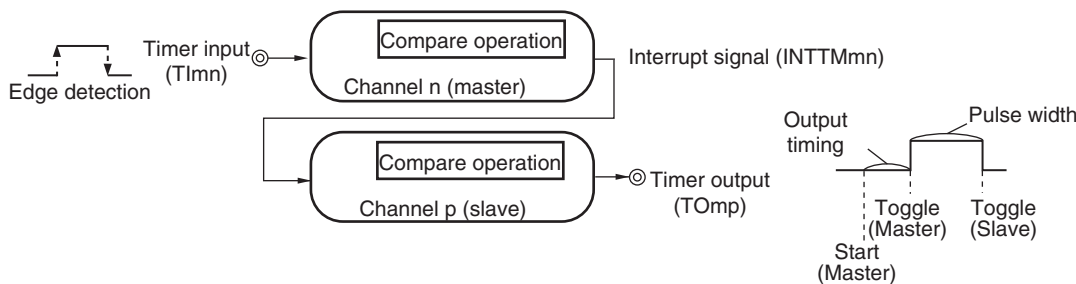 Compare operation
Timer input
(TImn)
Edge detection
Channel n (master)
Interrupt signal (INTTMmn)
Compare operation
Channel p (slave)
Timer output
(TOmp)
Output
timing
Pulse width
Toggle
(Master)
Toggle
(Slave)
Start
(Master)